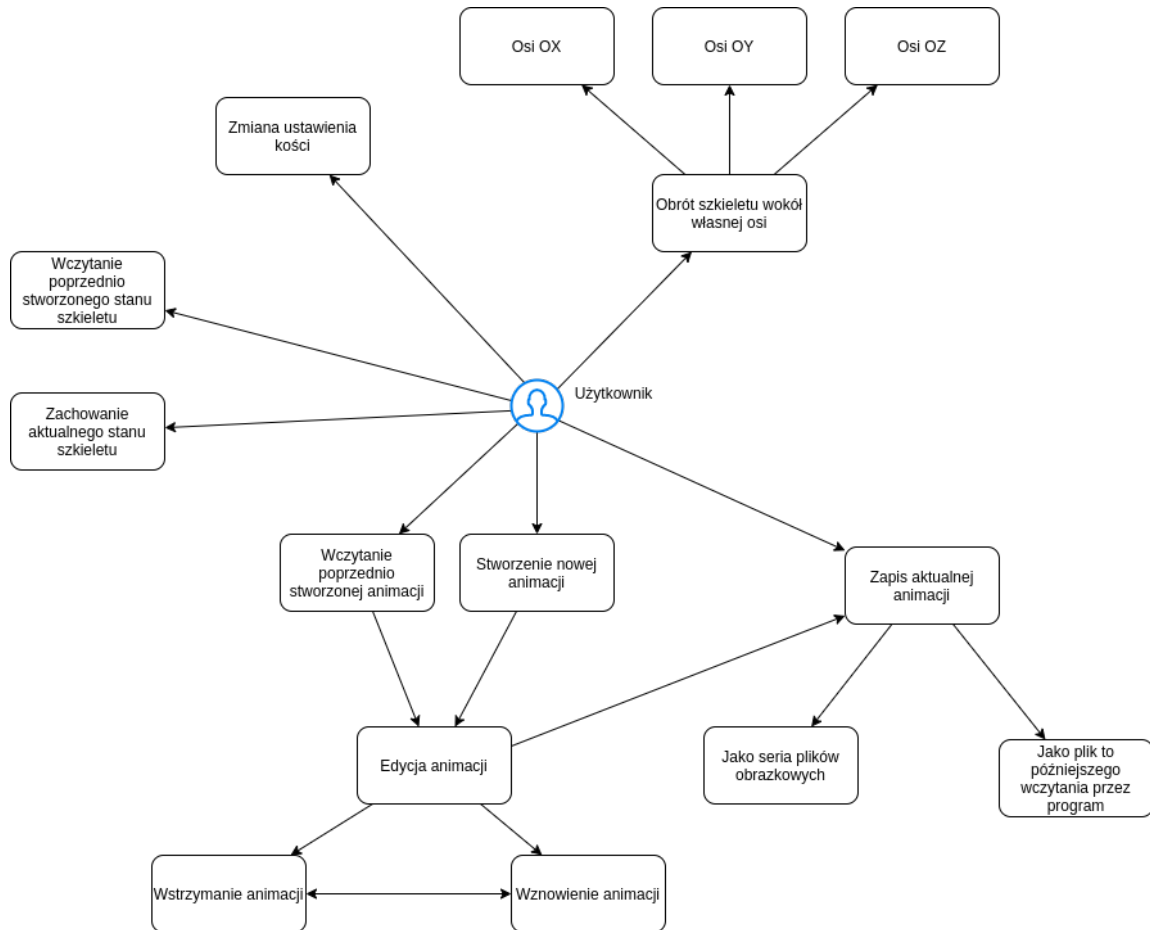 Osi OX
Osi OY
Osi OZ
Zmiana ustawienia
kości
Obrót szkieletu wokół
własnej osi
Wczytanie
poprzednio
stworzonego stanu
szkieletu
Użytkownik
Zachowanie
aktualnego stanu
szkieletu
Wczytanie
poprzednio
stworzonej animacji
Stworzenie nowej
animacji
Zapis aktualnej
animacji
Edycja animacji
Jako seria plików
obrazkowych
Jako plik to
późniejszego
wczytania przez
program
Wstrzymanie animacji
Wznowienie animacji